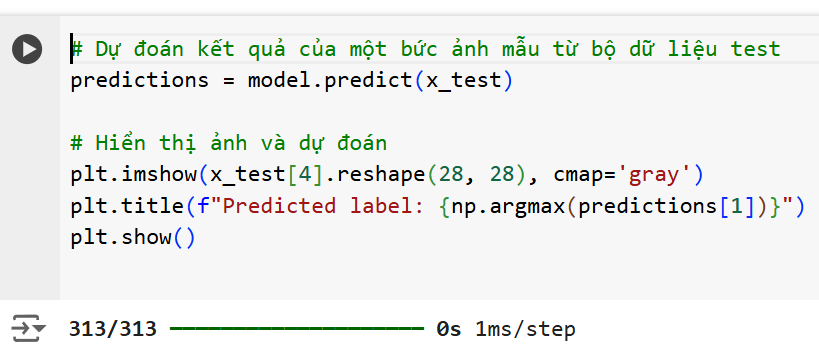 # Dự đoán kết quả của một bức ảnh mẫu từ bộ dữ liệu test
predictions = model.predict(x_test)
# Hiển thị ảnh và dự đoán
plt.imshow(x_test[4].reshape(28, 28), cmap='gray')
plt.title(f"Predicted label: {np.argmax(predictions[1])}")
plt.show()
313/313 ━━━━━━━━━━━━━━━━━━━━ 0s 1ms/step